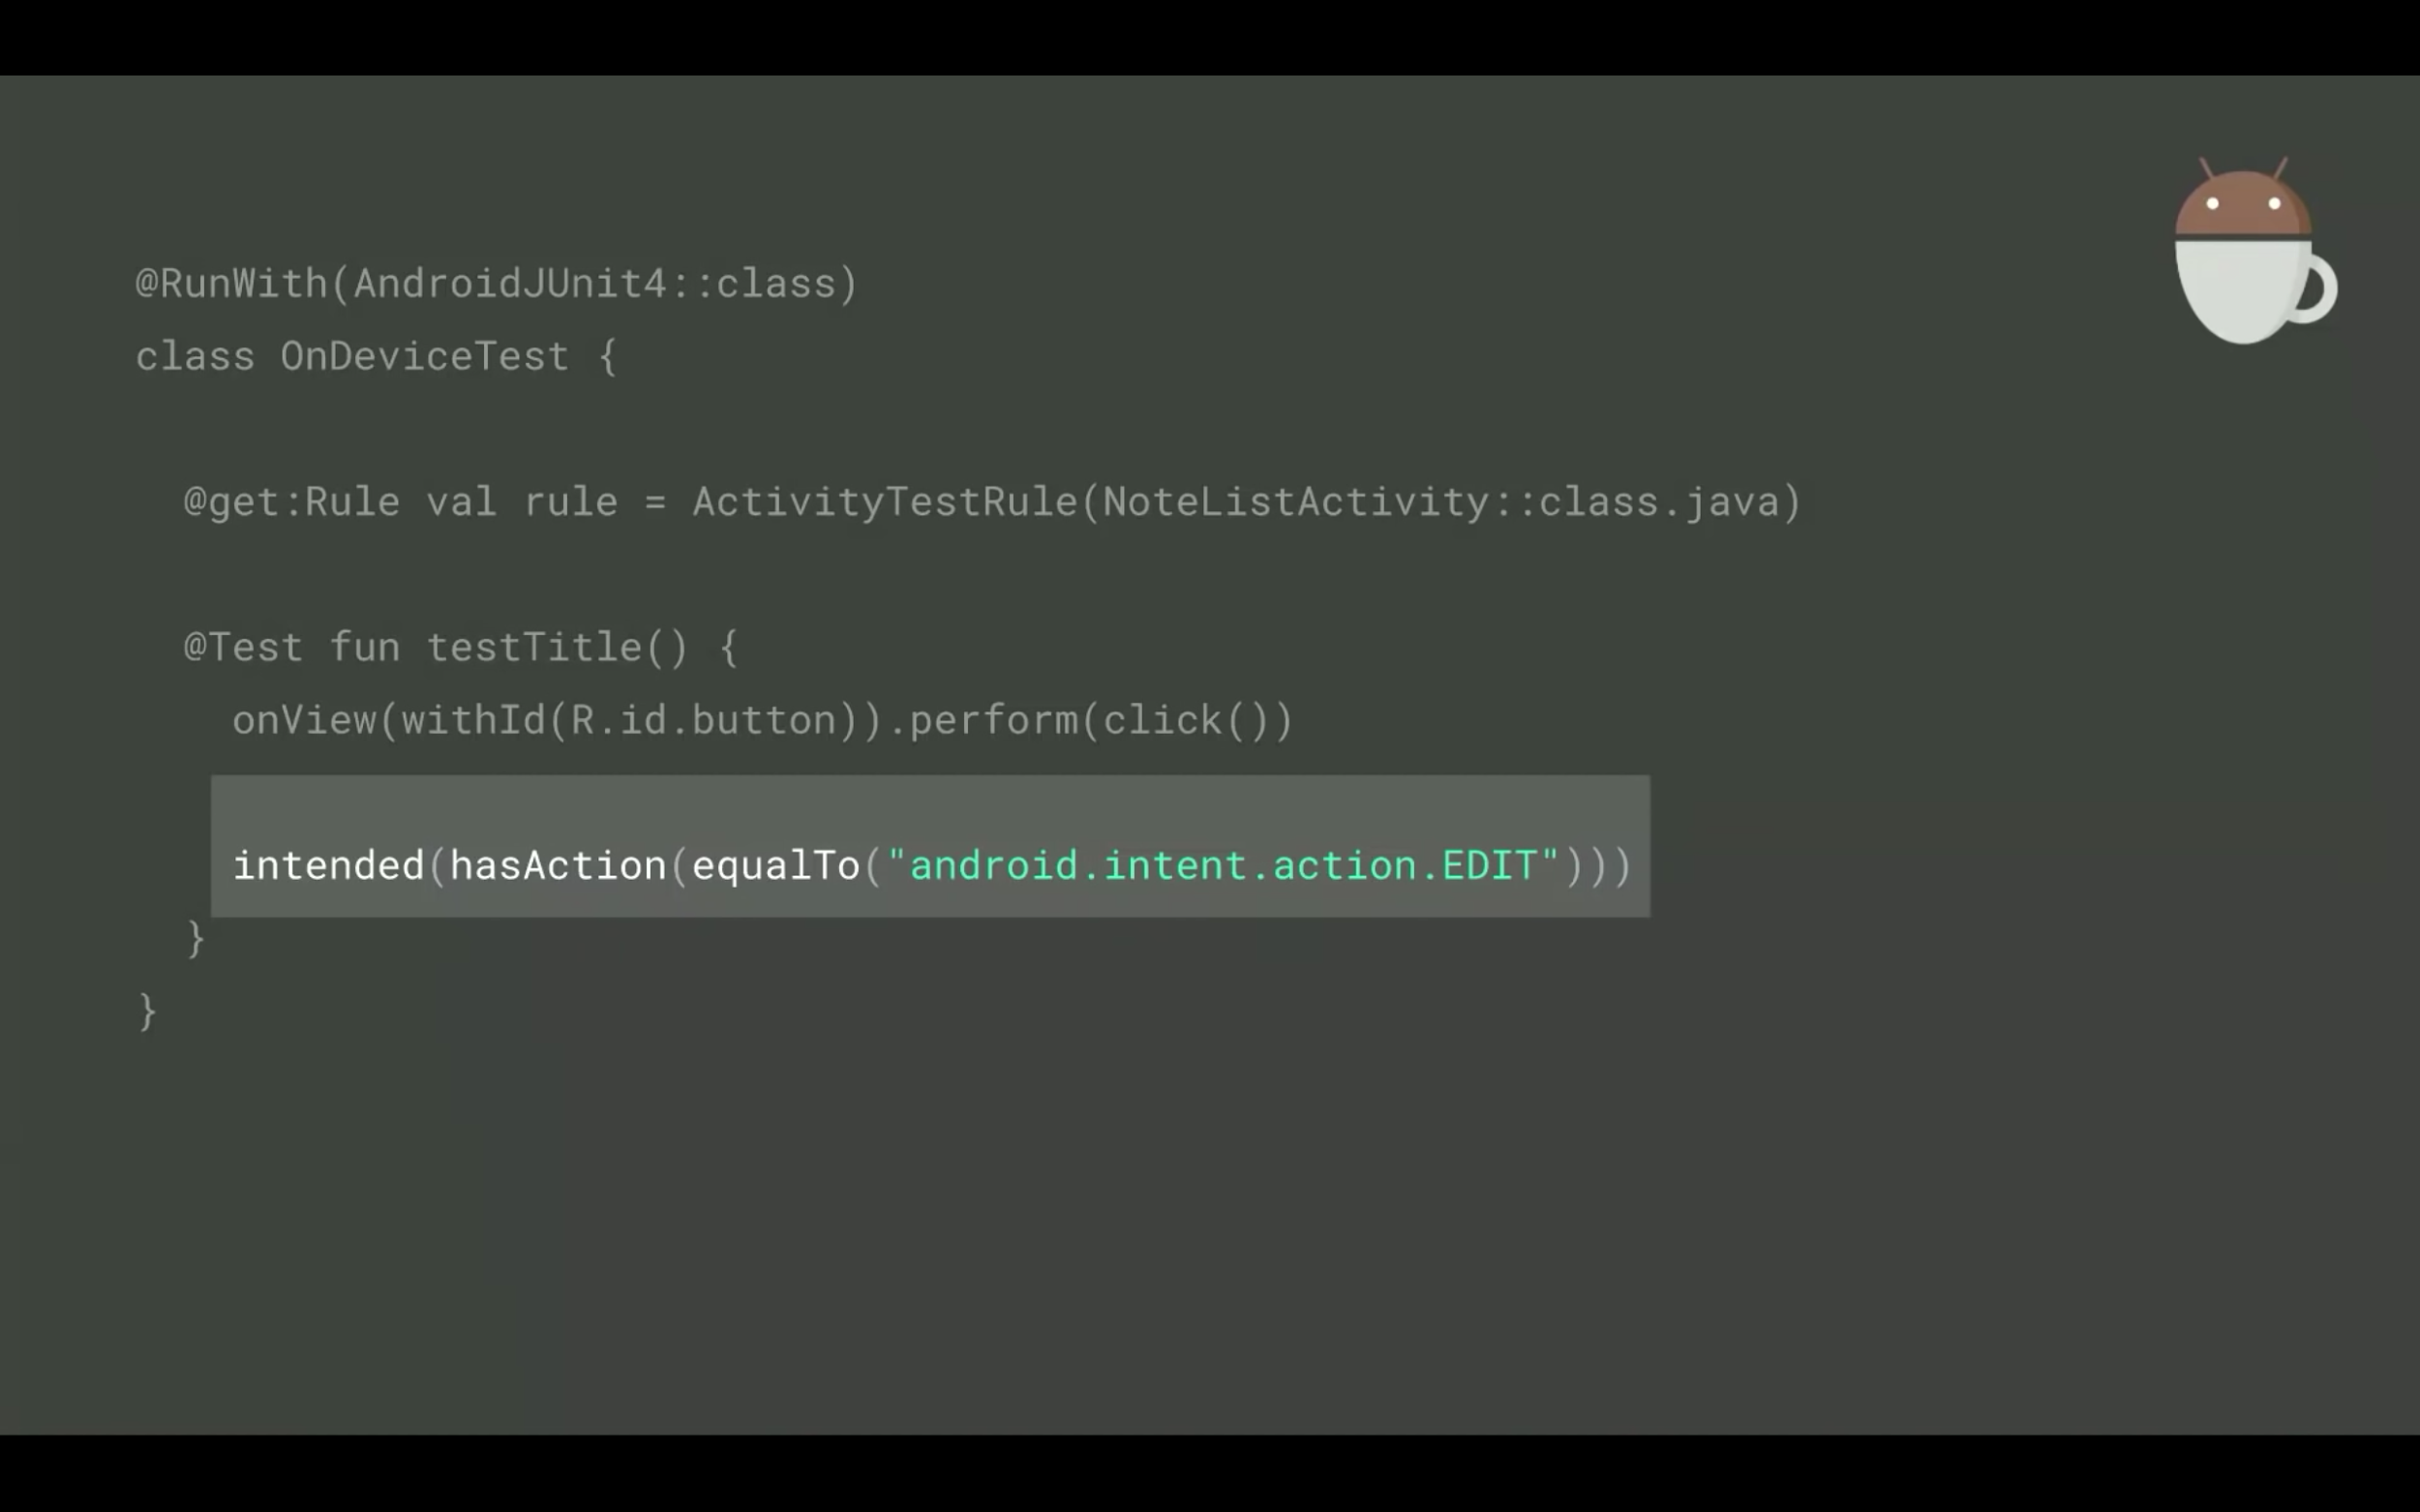 @RunWith(AndroidJUnit4::class)
class OnDeviceTest {
@get:Rule val rule = ActivityTestRule(NoteListActivity::class.java)
@Test fun testTitle() {
onView(withId(R.id.button)).perform(click())
intended(hasAction(equalTo("android.intent.action.EDIT")))
}
}